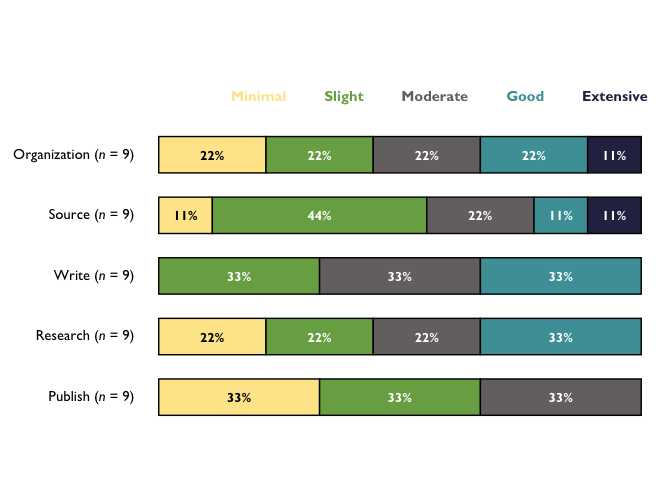 Minimal Slight Moderate Good Extensive
Organization (n = 9) 22% 22% 22% 22% 11%
Source (n = 9) 11% 44% 22% 11% 11%
Write (n = 9) 33% 33% 33%
Research (n = 9) 22% 22% 22% 33%
Publish (n = 9) 33% 33% 33%